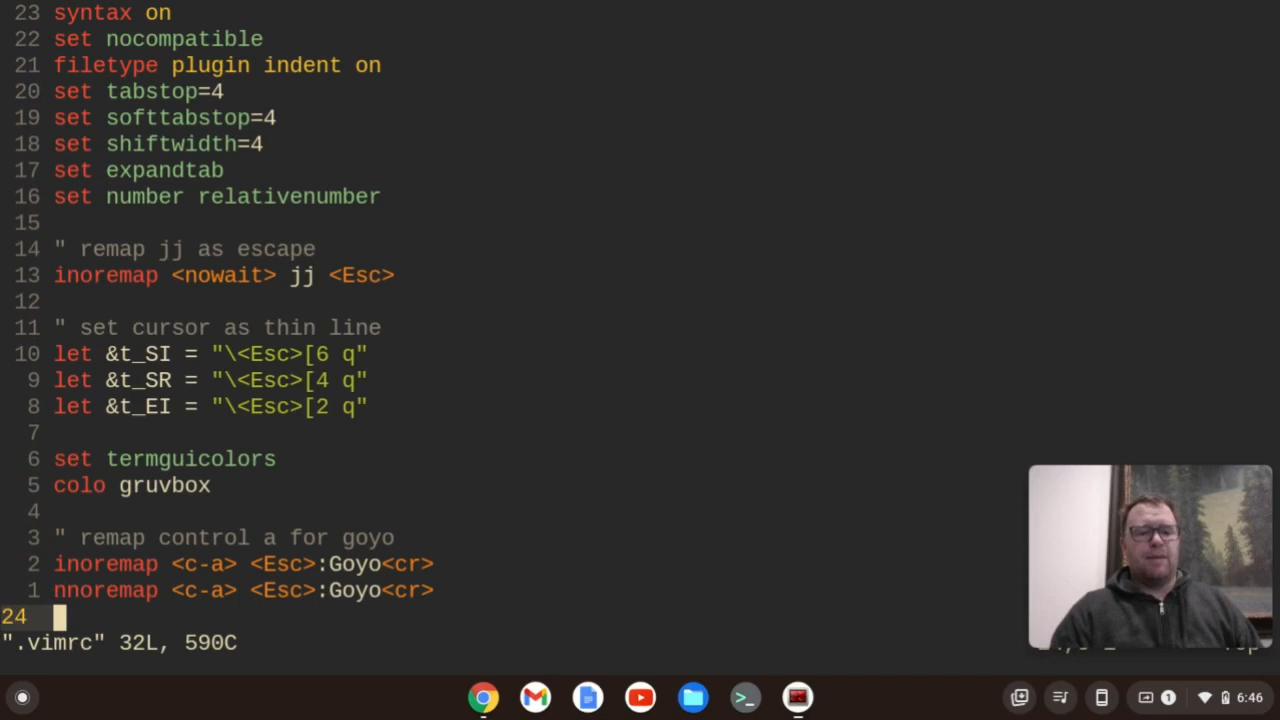 23 syntax on
22 set nocompatible
21 filetype plugin indent on
20 set tabstop=4
19 set softtabstop=4
18 set shiftwidth=4
17 set expandtab
16 set number relativenumber
15
14 " remap jj as escape
13 inoremap <nowait> jj <Esc>
12
11 " set cursor as thin line
10 let &t_SI = "\<Esc>[6 q"
9 let &t_SR = "\<Esc>[4 q"
8 let &t_EI = "\<Esc>[2 q"
7
6 set termguicolors
5 colo gruvbox
4
3 " remap control a for goyo
2 inoremap <c-a> <Esc>:Goyo<cr>
1 nnoremap <c-a> <Esc>:Goyo<cr>
24
".vimrc" 32L, 590C
1 6:46